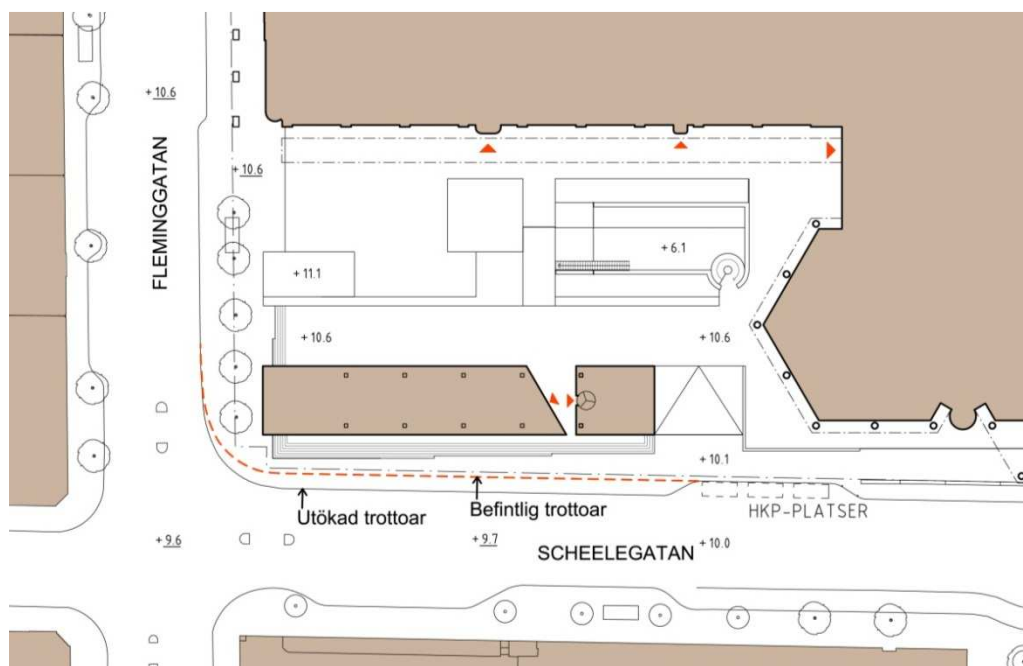 + 10.6
FLEMINGGATAN
+ 10.6
+ 6.1
+ 11.1
+ 10.6
+ 10.6
+ 10.1
Utökad trottoar
Befintlig trottoar
HKP-PLATSER
+ 9.6
+ 9.7
SCHEELEGATAN
+ 10.0